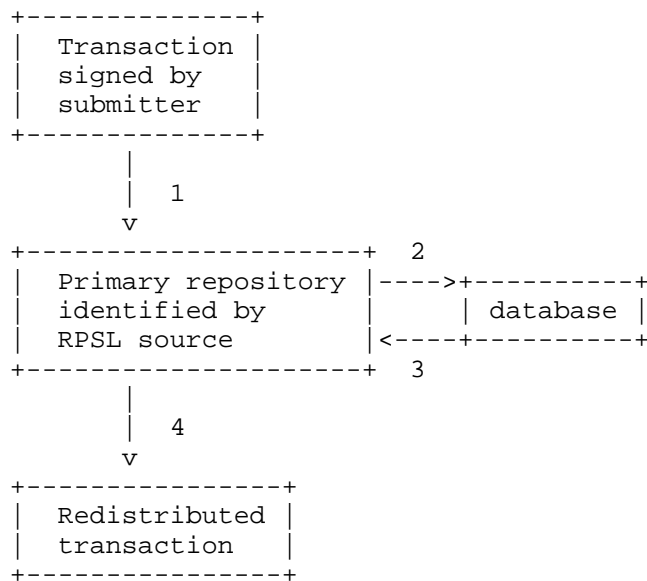 Transaction
signed by
submitter
1
2
Primary repository
identified by
database
RPSL source
3
4
Redistributed
transaction